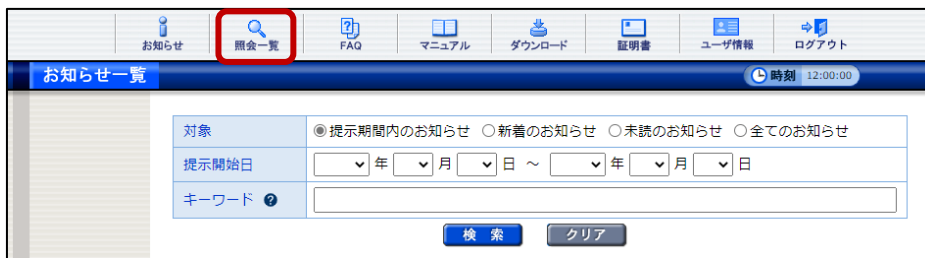 お知らせ 照会一覧 FAQ マニュアル ダウンロード 証明書 ユーザ情報 ログアウト
お知らせ一覧 時刻 12:00:00
対象 提示期間内のお知らせ 新着のお知らせ 未読のお知らせ 全てのお知らせ
提示開始日 年 月 日 ～ 年 月 日
キーワード ?
検 索 クリア